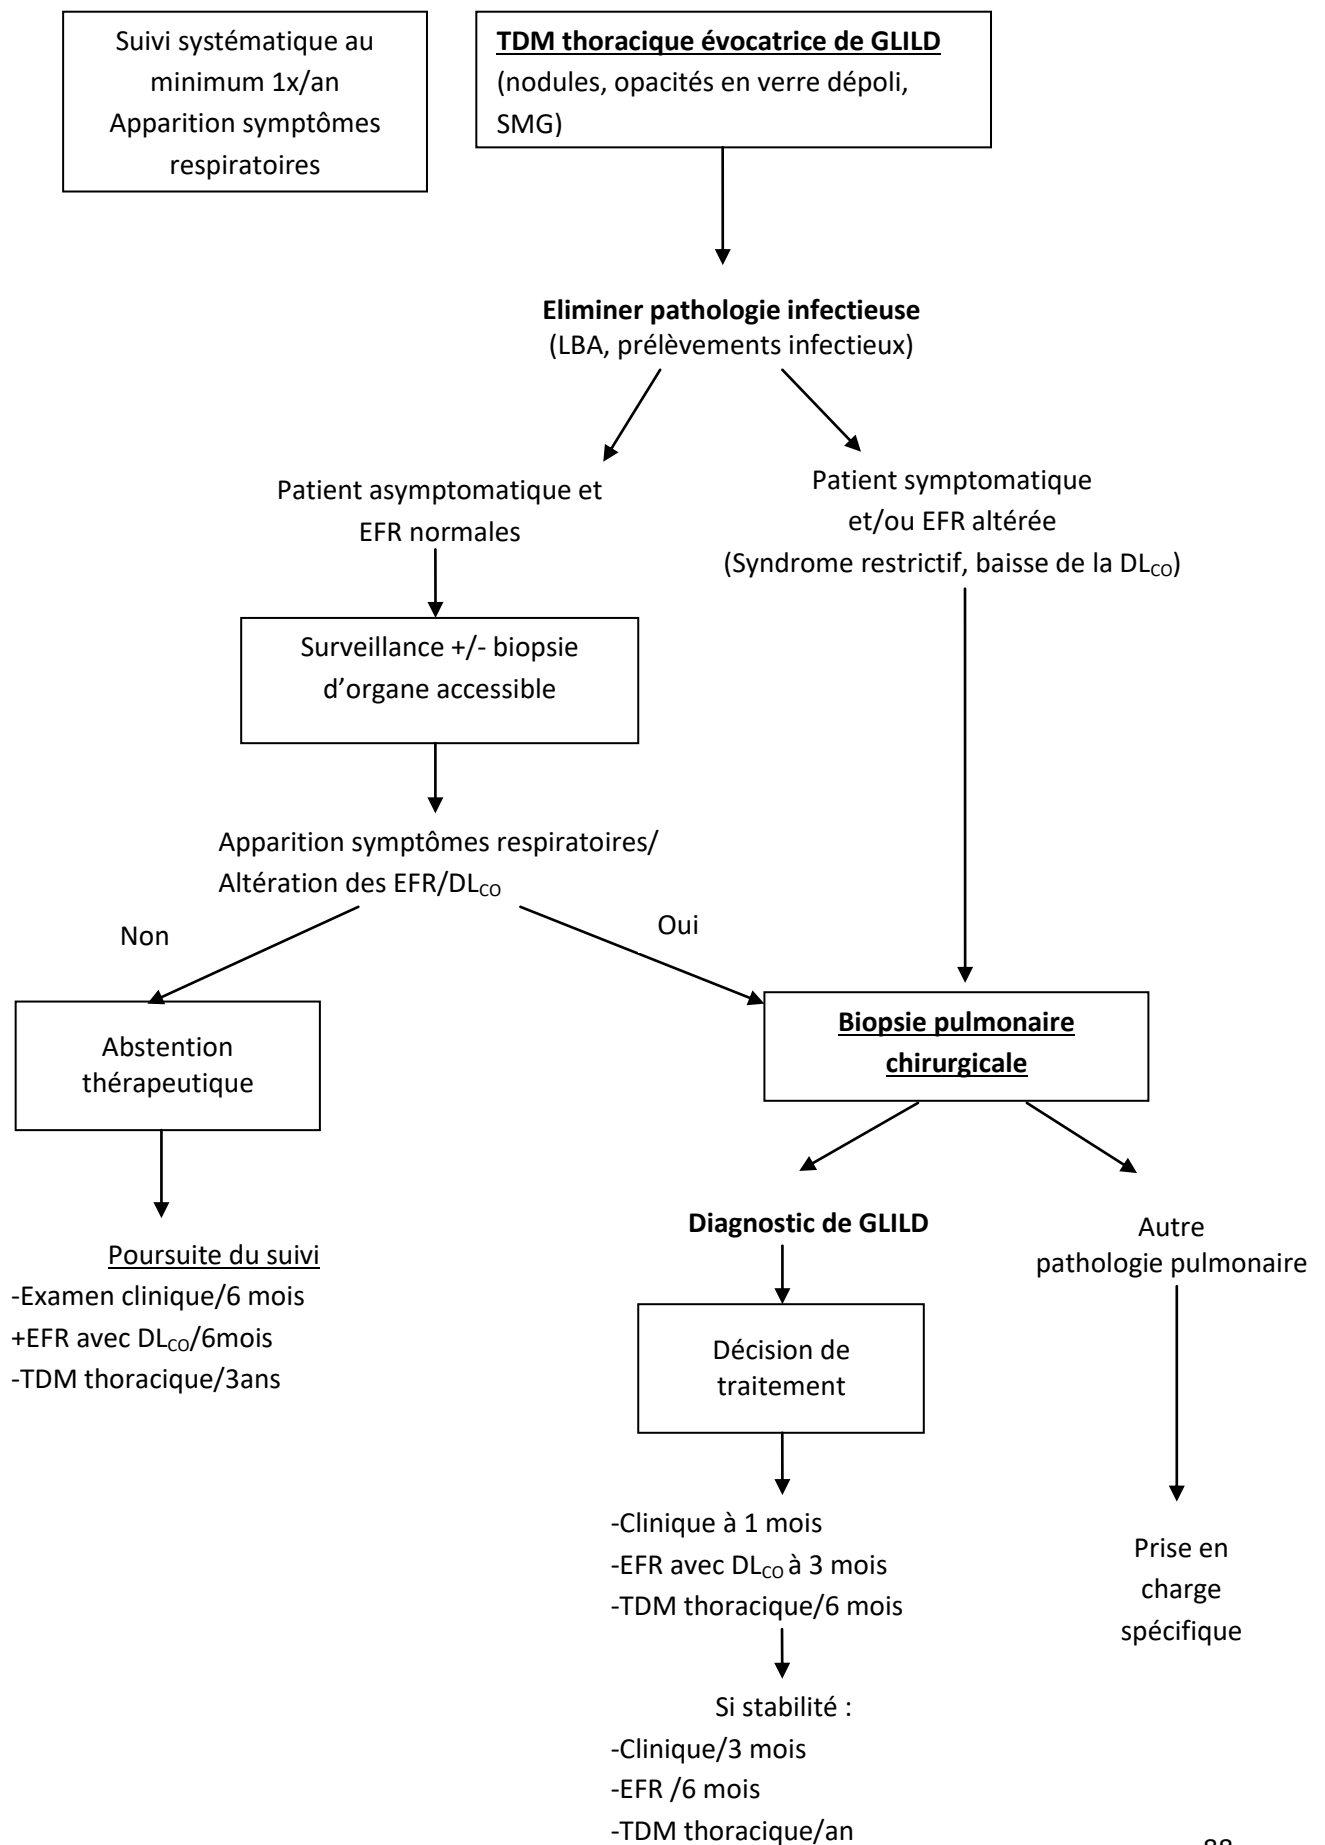 Suivi systématique au
minimum 1x/an
Apparition symptômes
respiratoires
TDM thoracique évocatrice de GLILD
(nodules, opacités en verre dépoli,
SMG)
Eliminer pathologie infectieuse
(LBA, prélèvements infectieux)
Patient asymptomatique et
EFR normales
Patient symptomatique
et/ou EFR altérée
(Syndrome restrictif, baisse de la DLCO)
Surveillance +/- biopsie
d’organe accessible
Apparition symptômes respiratoires/
Altération des EFR/DLCO
Non
Oui
Abstention
thérapeutique
Biopsie pulmonaire
chirurgicale
Poursuite du suivi
-Examen clinique/6 mois
+EFR avec DLCO/6mois
-TDM thoracique/3ans
Diagnostic de GLILD
Autre
pathologie pulmonaire
Décision de
traitement
-Clinique à 1 mois
-EFR avec DLCO à 3 mois
-TDM thoracique/6 mois
Prise en
charge
spécifique
Si stabilité :
-Clinique/3 mois
-EFR /6 mois
-TDM thoracique/an